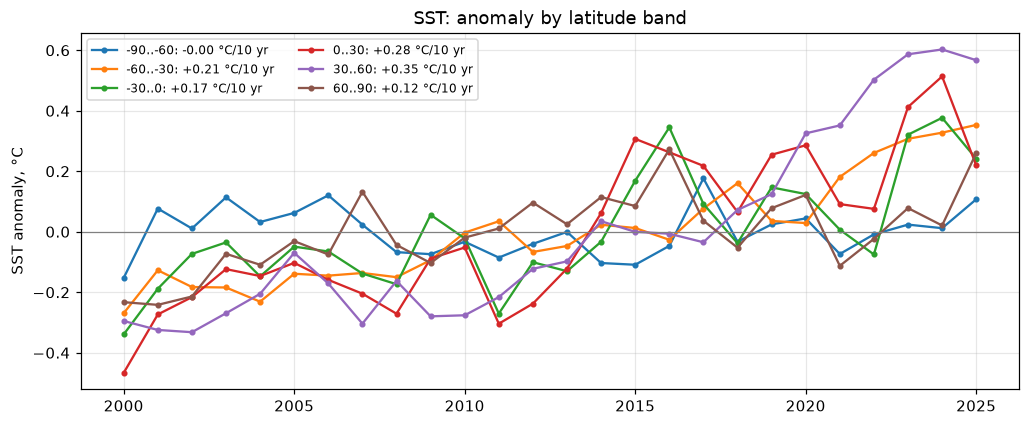 SST: anomaly by latitude band
-90..-60: -0.00 °C/10 yr
-60..-30: +0.21 °C/10 yr
-30..0: +0.17 °C/10 yr
0..30: +0.28 °C/10 yr
30..60: +0.35 °C/10 yr
60..90: +0.12 °C/10 yr
SST anomaly, °C
0.6
0.4
0.2
0.0
−0.2
−0.4
2000 2005 2010 2015 2020 2025